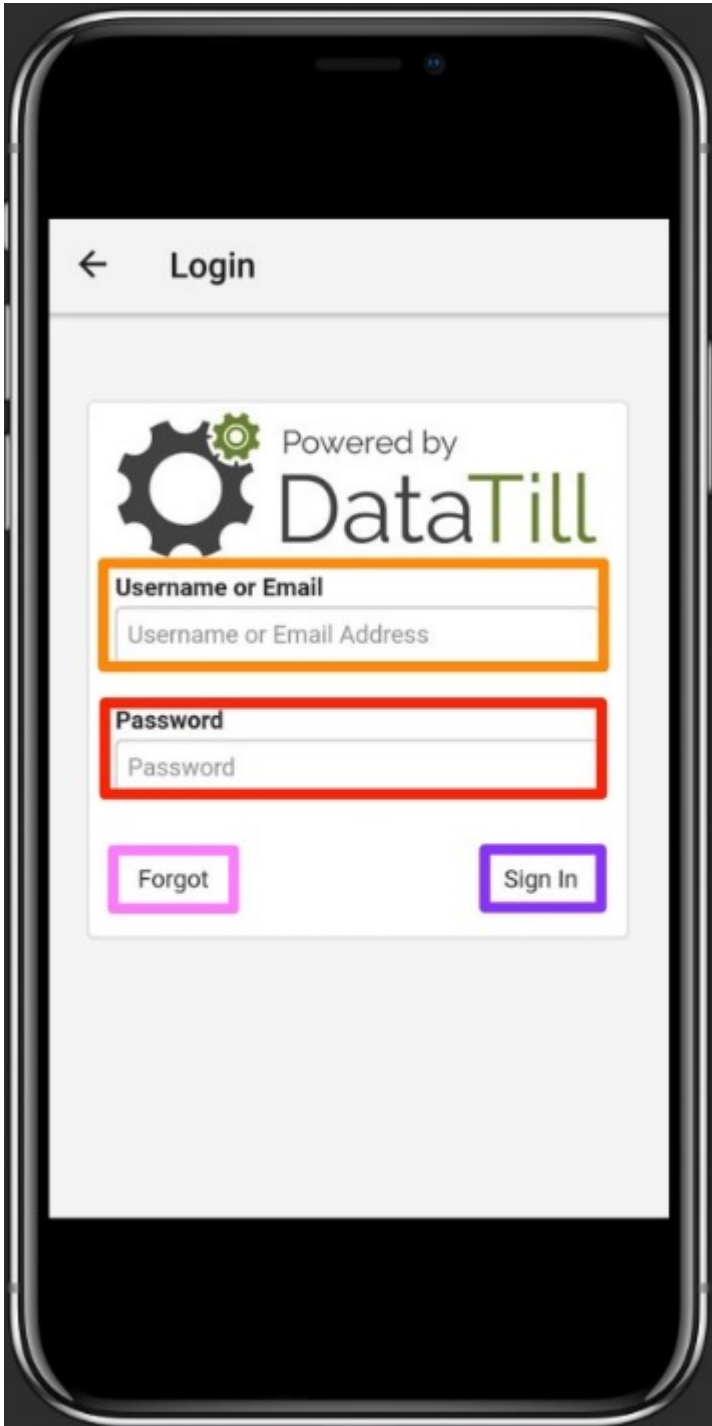 Login
Powered by
DataTill
Username or Email
Username or Email Address
Password
Password
Forgot
Sign In